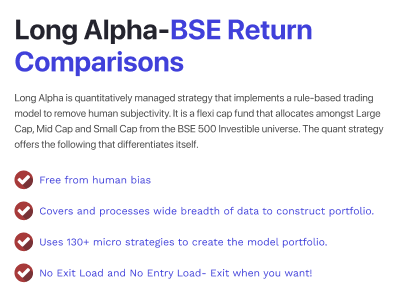 Long Alpha-BSE Return
Comparisons
Long Alpha is quantitatively managed strategy that implements a rule-based trading
model to remove human subjectivity. It is a flexi cap fund that allocates amongst Large
Cap, Mid Cap and Small Cap from the BSE 500 Investible universe. The quant strategy
offers the following that differentiates itself.
Free from human bias
Covers and processes wide breadth of data to construct portfolio.
Uses 130+ micro strategies to create the model portfolio.
No Exit Load and No Entry Load- Exit when you want!